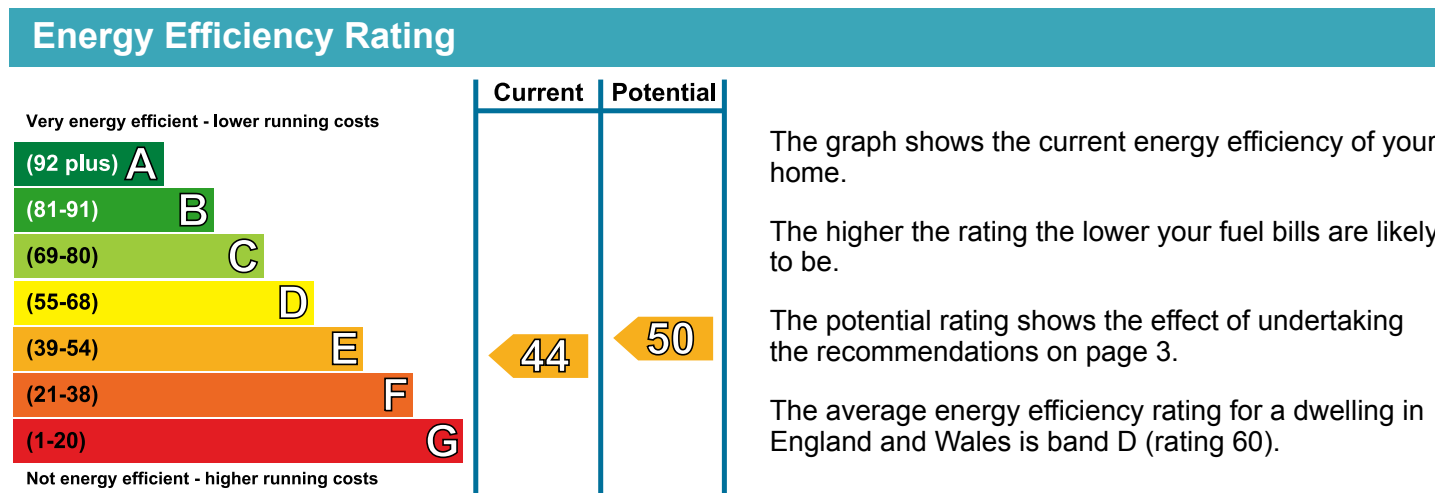 Energy Efficiency Rating
Current Potential
Very energy efficient - lower running costs
(92 plus) A
(81-91) B
(69-80) C
(55-68) D
(39-54) E
(21-38) F
(1-20) G
Not energy efficient - higher running costs
44
50
The graph shows the current energy efficiency of your
home.
The higher the rating the lower your fuel bills are likely
to be.
The potential rating shows the effect of undertaking
the recommendations on page 3.
The average energy efficiency rating for a dwelling in
England and Wales is band D (rating 60).